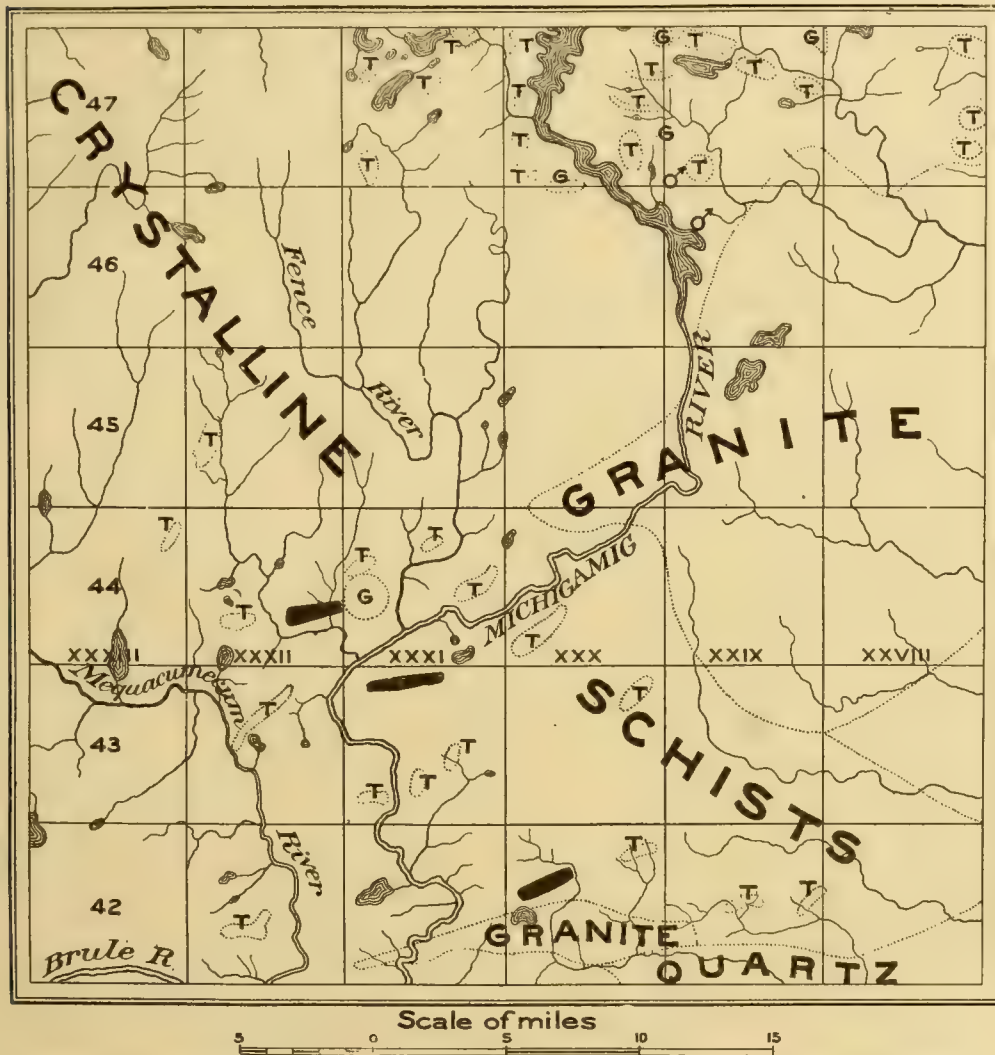 T T G T G T
T T T T
47 T T T
CRYSTALLINE
T G T
T T T
T G T
46
Fence
River
RIVER
45
T
GRANITE
T T
T
44
G T
T
MICHIGAMIG
T
XXXII XXXI XXX XXIX XXVIII
Mequacumecum
River
T
T
43
SCHISTS
T
T T
T
42
T T
T
GRANITE
Brule R.
QUARTZ
Scale of miles
5 0 5 10 15